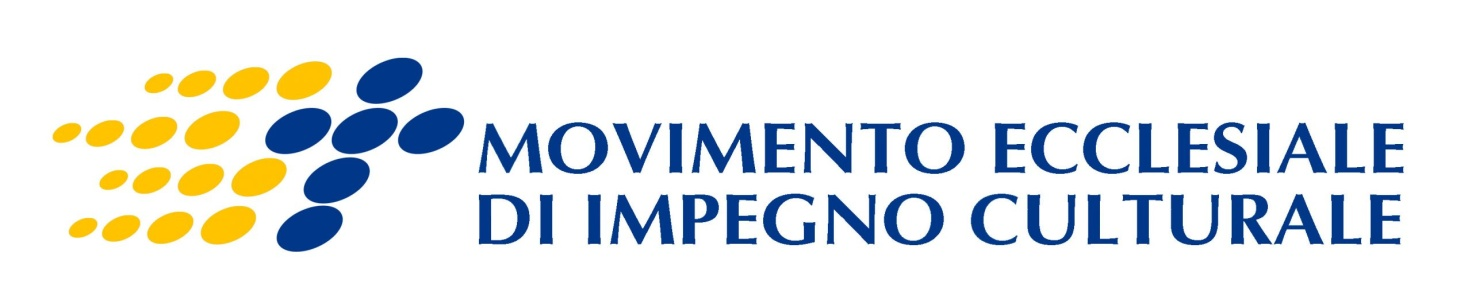 MOVIMENTO ECCLESIALE
DI IMPEGNO CULTURALE